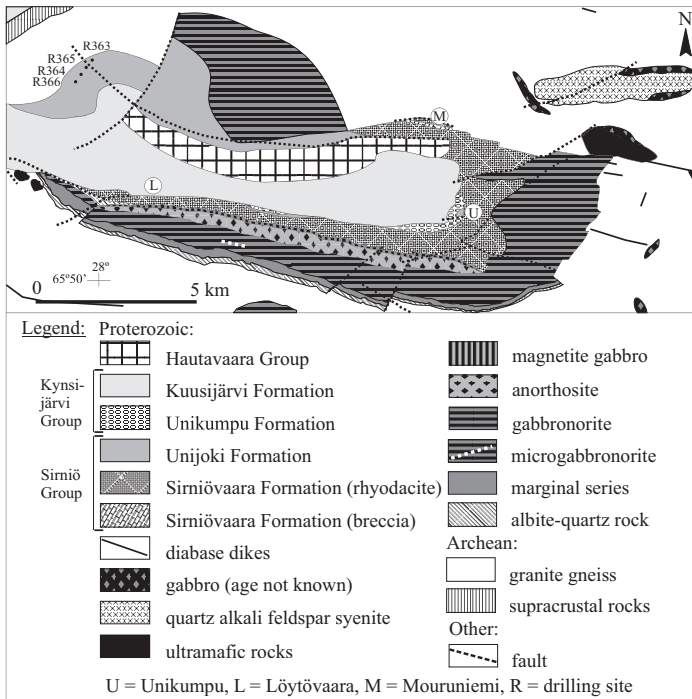 N
R363
R365
R364
R366
M
L
U
28°
65°50'
0 5 km
Legend: Proterozoic:
Hautavaara Group
Kynsi-
järvi
Group
Kuusijärvi Formation
Unikumpu Formation
Sirniö
Group
Unijoki Formation
Sirniövaara Formation (rhyodacite)
Sirniövaara Formation (breccia)
diabase dikes
gabbro (age not known)
quartz alkali feldspar syenite
ultramafic rocks
magnetite gabbro
anorthosite
gabbronorite
microgabbronorite
marginal series
albite-quartz rock
Archean:
granite gneiss
supracrustal rocks
Other:
fault
U = Unikumpu, L = Löytövaara, M = Mouruniemi, R = drilling site